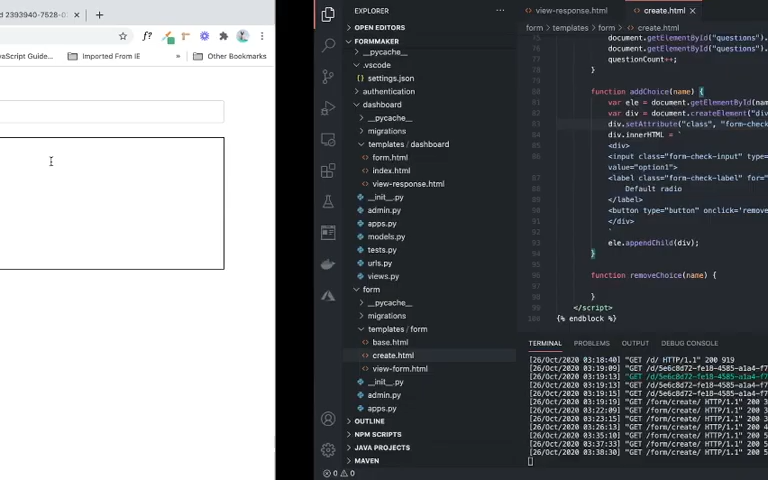 d 2393940-7528-01
avaScript Guide...
Imported From IE
Other Bookmarks
EXPLORER
OPEN EDITORS
FORMMAKER
__pycache__
.vscode
settings.json
authentication
dashboard
__pycache__
migrations
templates / dashboard
form.html
index.html
view-response.html
__init__.py
admin.py
apps.py
models.py
tests.py
urls.py
views.py
form
__pycache__
migrations
templates / form
base.html
create.html
view-form.html
__init__.py
admin.py
apps.py
OUTLINE
NPM SCRIPTS
JAVA PROJECTS
MAVEN
0 0
view-response.html
create.html
form > templates > form > create.html
document.getElementById("questions").
document.getElementById("questions").
questionCount++;
}
function addChoice(name) {
var ele = document.getElementById(na
var div = document.createElement("div
div.setAttribute("class", "form-check
div.innerHTML = `
<div>
<input class="form-check-input" type=
value="option1">
<label class="form-check-label" for="
Default radio
</label>
<button type="button" onclick='remove
</div>
`
ele.appendChild(div);
}
function removeChoice(name) {
}
</script>
{% endblock %}
TERMINAL
PROBLEMS
OUTPUT
DEBUG CONSOLE
[26/Oct/2020 03:18:40] "GET /d/ HTTP/1.1" 200 919
[26/Oct/2020 03:19:09] "GET /d/5e6c8d72-fe18-4585-a1a4-f7
[26/Oct/2020 03:19:13] "GET /d/5e6c8d72-fe18-4585-a1a4-f7
[26/Oct/2020 03:19:13] "GET /d/5e6c8d72-fe18-4585-a1a4-f7
[26/Oct/2020 03:19:19] "GET /form/create/ HTTP/1.1" 200 3
[26/Oct/2020 03:22:09] "GET /form/create/ HTTP/1.1" 200 3
[26/Oct/2020 03:23:15] "GET /form/create/ HTTP/1.1" 200 3
[26/Oct/2020 03:26:13] "GET /form/create/ HTTP/1.1" 200 4
[26/Oct/2020 03:35:10] "GET /form/create/ HTTP/1.1" 200 5
[26/Oct/2020 03:37:33] "GET /form/create/ HTTP/1.1" 200 5
[26/Oct/2020 03:38:30] "GET /form/create/ HTTP/1.1" 200 5